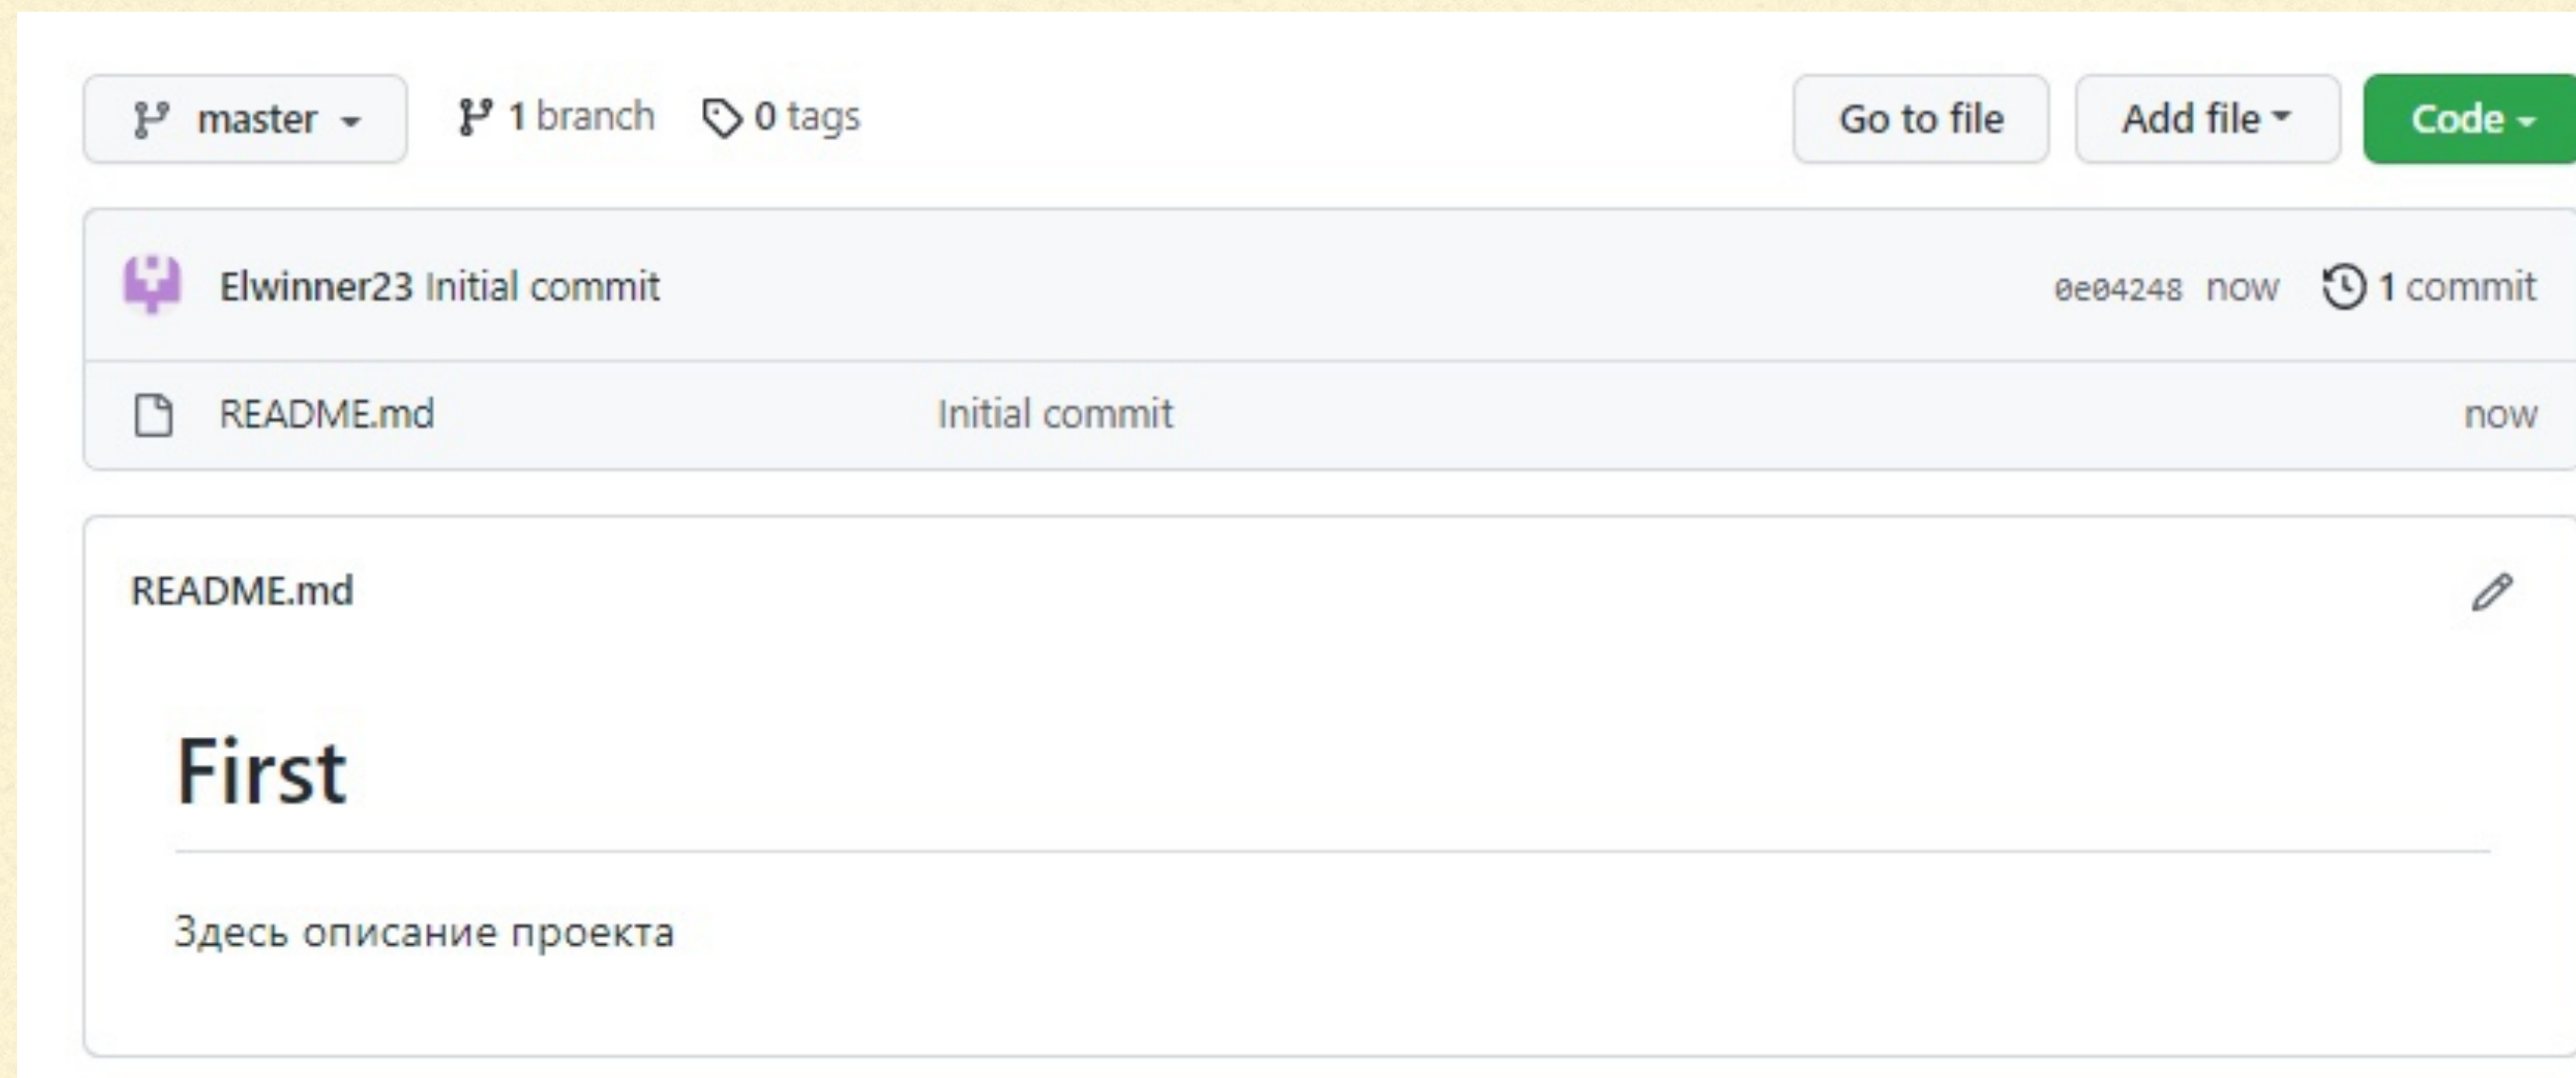 master 1 branch 0 tags Go to file Add file Code
Elwinner23 Initial commit 0e04248 now 1 commit
README.md Initial commit now
README.md
First
Здесь описание проекта